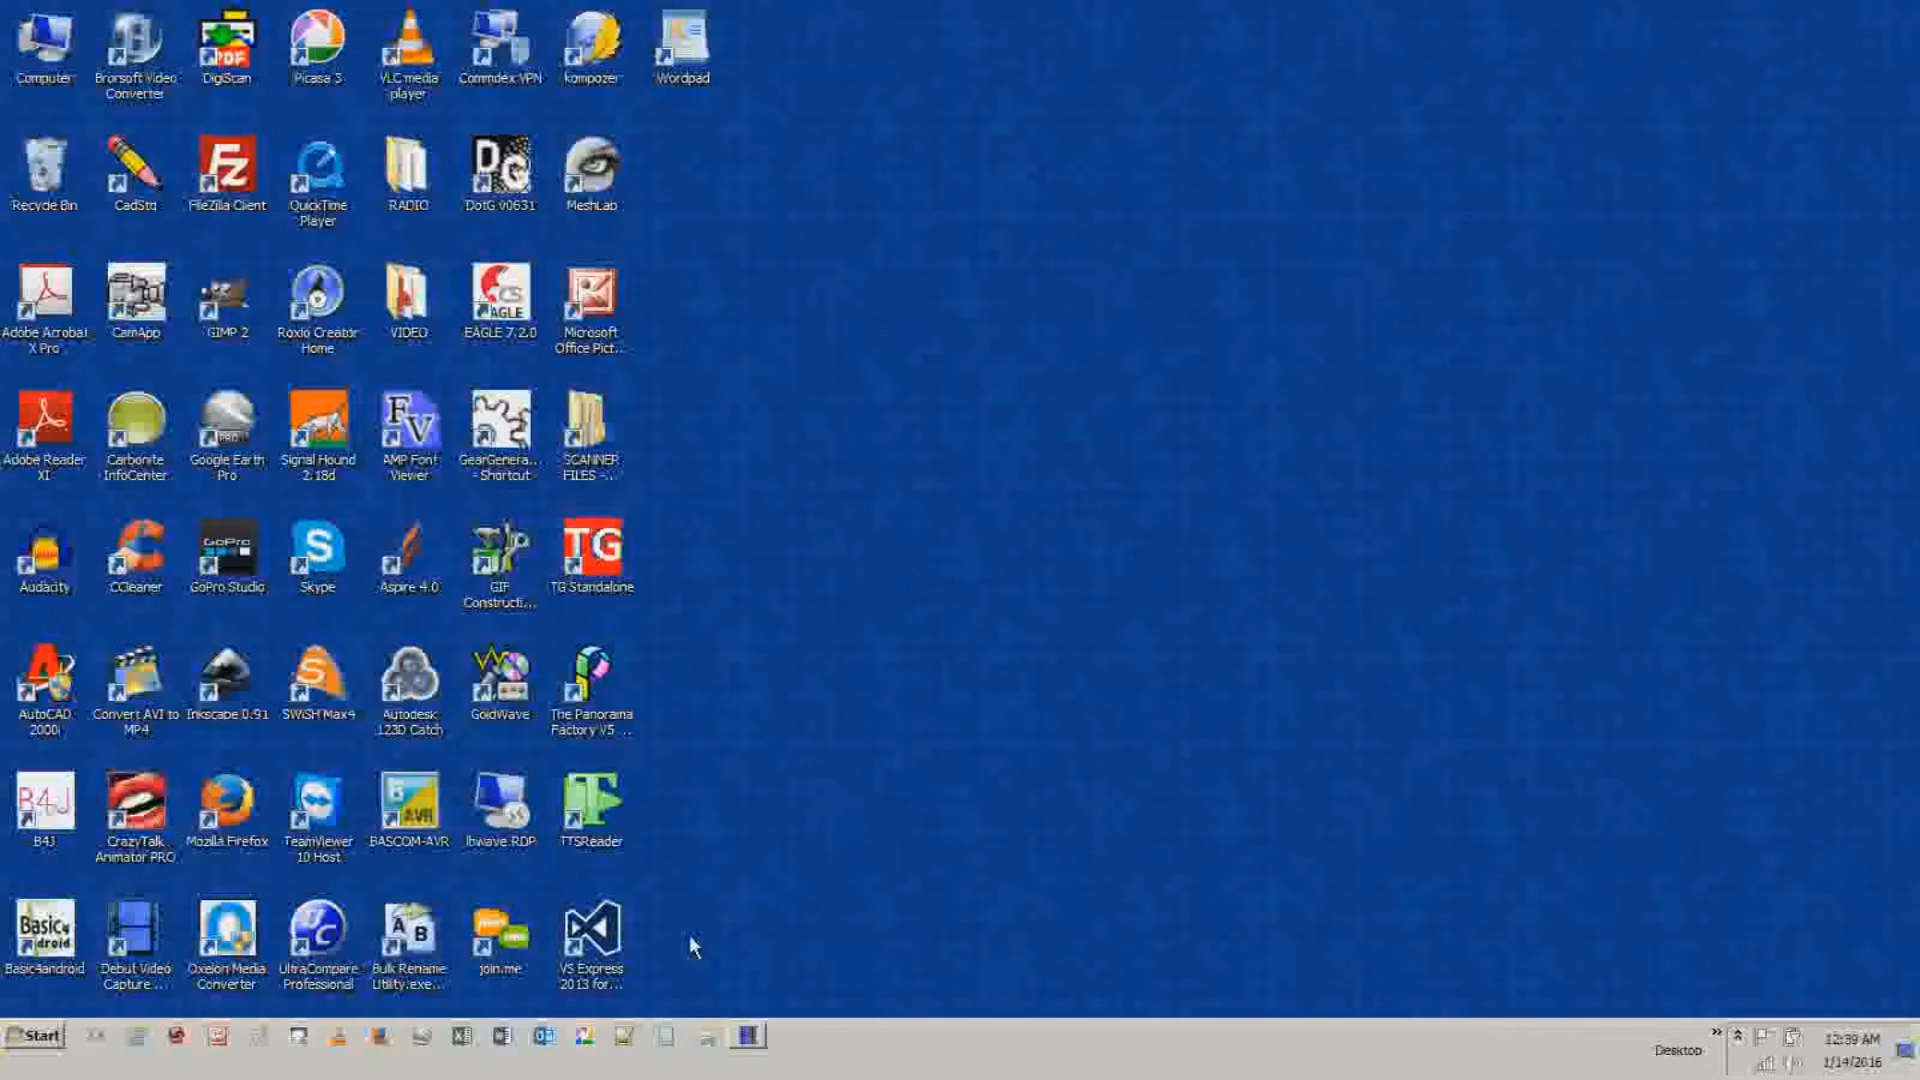 Computer
Brorsoft Video
Converter
DigiScan
Picasa 3
VLC media
player
Commdex VPN
kompozer
Wordpad
Recycle Bin
CadStd
FileZilla Client
QuickTime
Player
RADIO
DotG v0631
MeshLab
Adobe Acrobat
X Pro
CamApp
GIMP 2
Roxio Creator
Home
VIDEO
EAGLE 7.2.0
Microsoft
Office Pict...
Adobe Reader
XI
Carbonite
InfoCenter
Google Earth
Pro
Signal Hound
2.18d
AMP Font
Viewer
GearGenera...
- Shortcut
SCANNER
FILES -...
Audacity
CCleaner
GoPro Studio
Skype
Aspire 4.0
GIF
Constructi...
TG Standalone
AutoCAD
2000i
Convert AVI to
MP4
Inkscape 0.91
SWiSH Max4
Autodesk
123D Catch
GoldWave
The Panorama
Factory V5 ...
B4J
CrazyTalk
Animator PRO
Mozilla Firefox
TeamViewer
10 Host
BASCOM-AVR
lbwave RDP
TTSReader
Basic4android
Debut Video
Capture ...
Oxelon Media
Converter
UltraCompare
Professional
Bulk Rename
Utility.exe...
join.me
VS Express
2013 for...
Start
Desktop
12:39 AM
1/14/2016